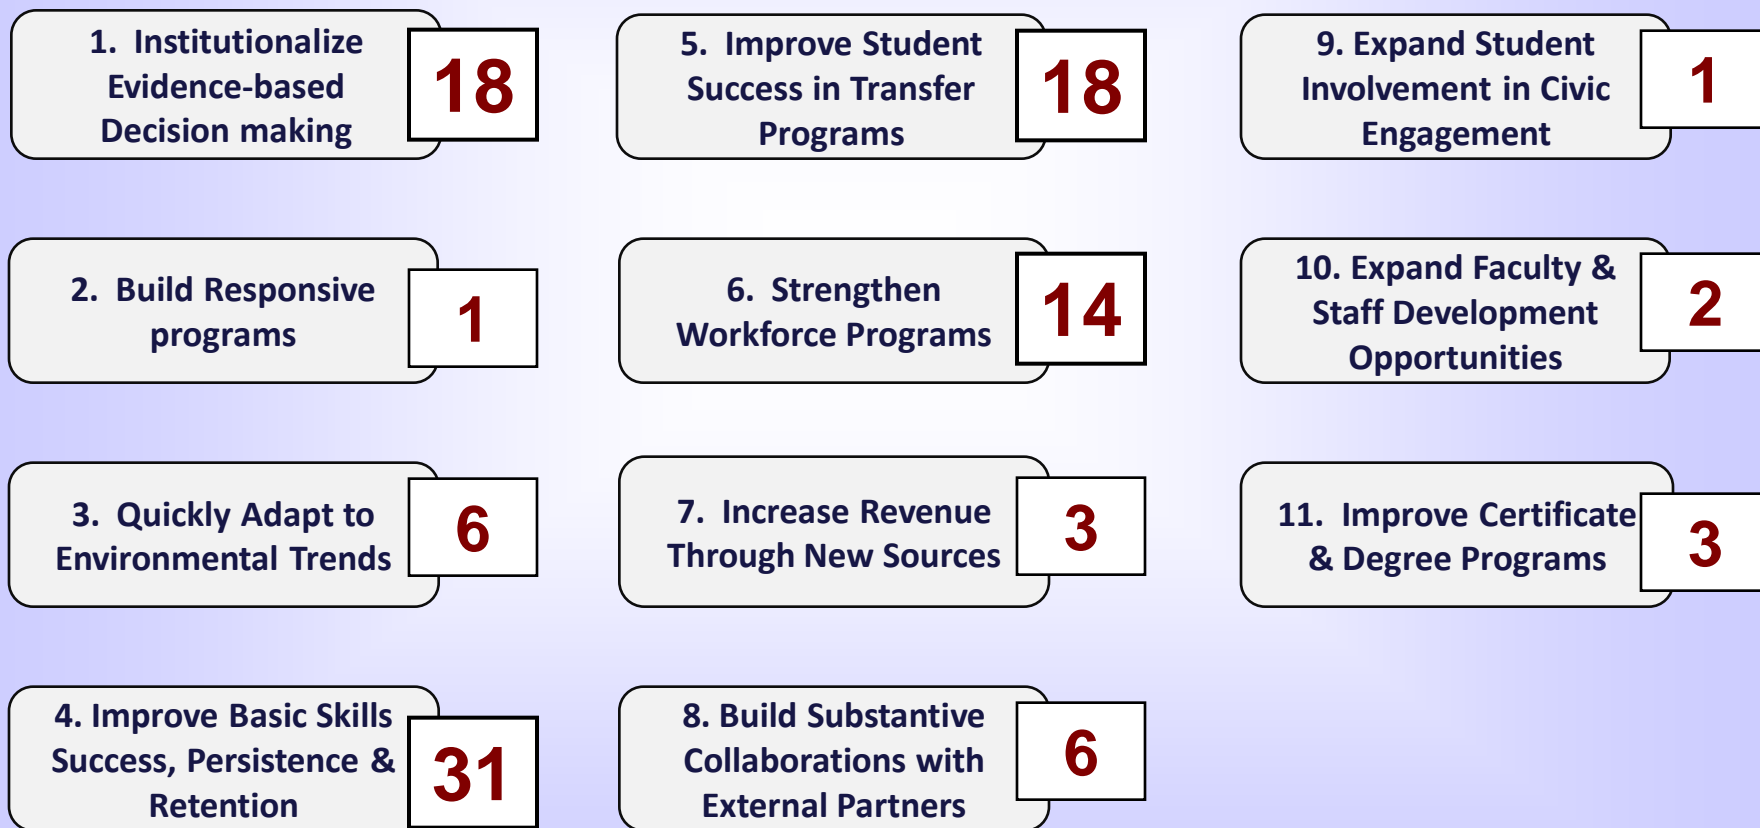 1. Institutionalize
Evidence-based
Decision making
18
2. Build Responsive
programs
1
3. Quickly Adapt to
Environmental Trends
6
4. Improve Basic Skills
Success, Persistence &
Retention
31
5. Improve Student
Success in Transfer
Programs
18
6. Strengthen
Workforce Programs
14
7. Increase Revenue
Through New Sources
3
8. Build Substantive
Collaborations with
External Partners
6
9. Expand Student
Involvement in Civic
Engagement
1
10. Expand Faculty &
Staff Development
Opportunities
2
11. Improve Certificate
& Degree Programs
3